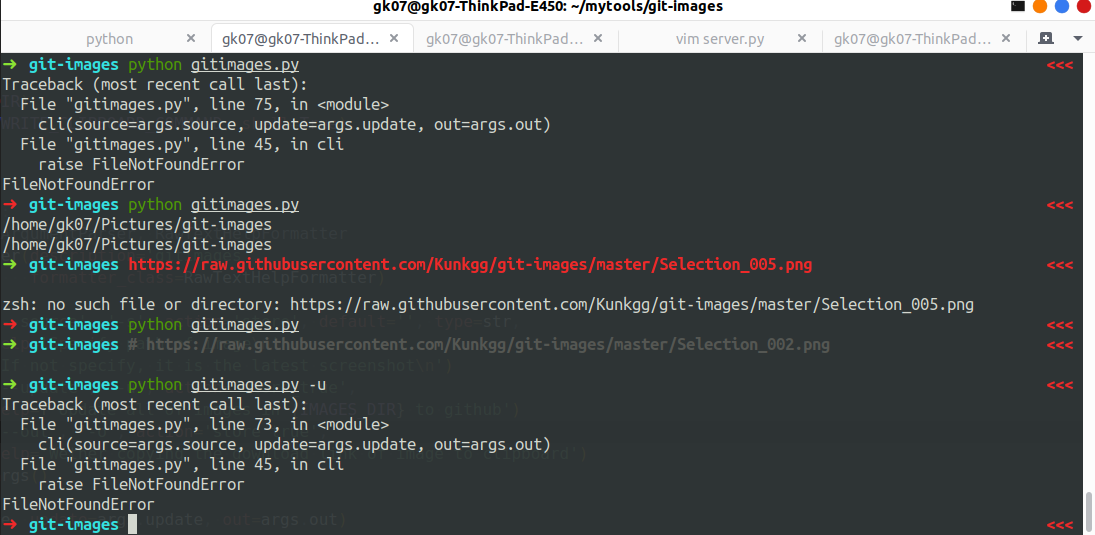 gk07@gk07-ThinkPad-E450: ~/mytools/git-images
python × gk07@gk07-ThinkPad... × gk07@gk07-ThinkPad... × vim server.py × gk07@gk07-ThinkPad... ×
➜ git-images python gitimages.py <<<
Traceback (most recent call last):
File "gitimages.py", line 75, in <module>
cli(source=args.source, update=args.update, out=args.out)
File "gitimages.py", line 45, in cli
raise FileNotFoundError
FileNotFoundError
➜ git-images python gitimages.py <<<
/home/gk07/Pictures/git-images
/home/gk07/Pictures/git-images
➜ git-images https://raw.githubusercontent.com/Kunkgg/git-images/master/Selection_005.png <<<
zsh: no such file or directory: https://raw.githubusercontent.com/Kunkgg/git-images/master/Selection_005.png
➜ git-images python gitimages.py <<<
➜ git-images # https://raw.githubusercontent.com/Kunkgg/git-images/master/Selection_002.png <<<
If not specify, it is the latest screenshot\n')
➜ git-images python gitimages.py -u <<<
Traceback (most recent call last):
File "gitimages.py", line 73, in <module>
cli(source=args.source, update=args.update, out=args.out)
File "gitimages.py", line 45, in cli
raise FileNotFoundError
FileNotFoundError
➜ git-images <<<